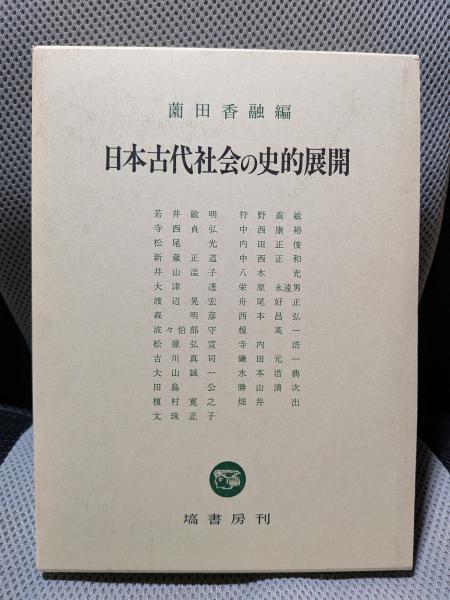 薗田香融編
日本古代社会の史的展開
若井敏明 狩野直敏
寺西貞弘 中西康裕
松尾光 内田正俊
新蔵正道 中西正和
井山温子 八木充
大津透 栄原永遠男
渡辺晃宏 舟尾好正
森明彦 西本昌弘
波々伯部守 榎英一
松原弘宣 寺内浩
吉川真司 鎌田元一
大山誠一 水本浩典
田島公 勝山清次
榎村寛之 畑井出
文珠正子
塙書房刊